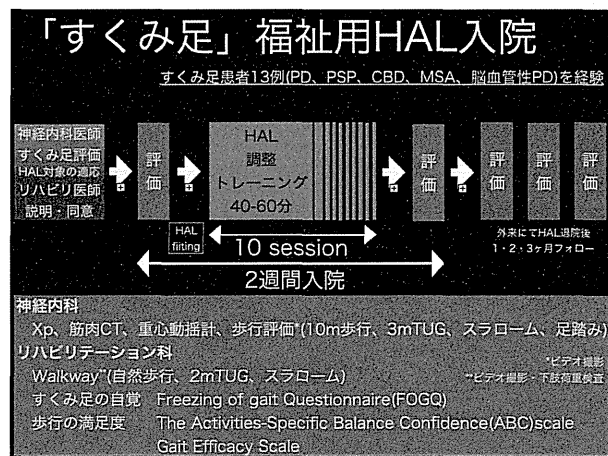 「すくみ足」福祉用HAL入院
すくみ足患者13例(PD、PSP、CBD、MSA、脳血管性PD)を経験
神経内科医師
すくみ足評価
HAL対象の適応
リハビリ医師
説明・同意
評価
HAL fiiting
HAL
調整
トレーニング
40-60分
10 session
2週間入院
評価
評価
評価
評価
外来にてHAL退院後
1・2・3ヶ月フォロー
神経内科
Xp、筋肉CT、重心動揺計、歩行評価*(10m歩行、3mTUG、スラローム、足踏み)
リハビリテーション科
*ビデオ撮影
Walkway**(自然歩行、2mTUG、スラローム)
**ビデオ撮影・下肢荷重検査
すくみ足の自覚 Freezing of gait Questionnaire(FOGQ)
歩行の満足度 The Activities-Specific Balance Confidence(ABC)scale
Gait Efficacy Scale